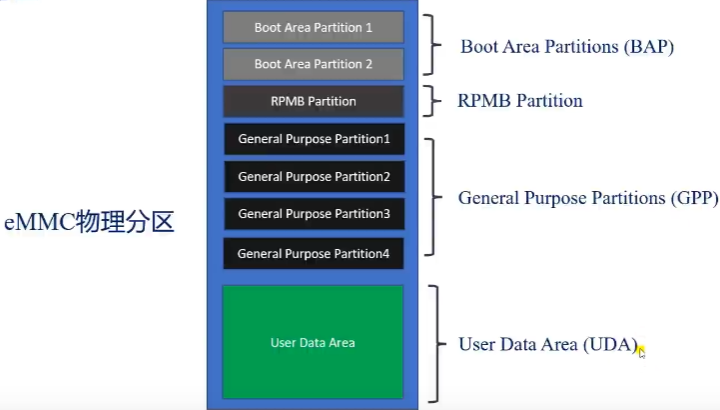 Boot Area Partition 1
Boot Area Partition 2
Boot Area Partitions (BAP)
RPMB Partition
RPMB Partition
General Purpose Partition1
General Purpose Partition2
General Purpose Partition3
General Purpose Partition4
General Purpose Partitions (GPP)
eMMC物理分区
User Data Area
User Data Area (UDA)